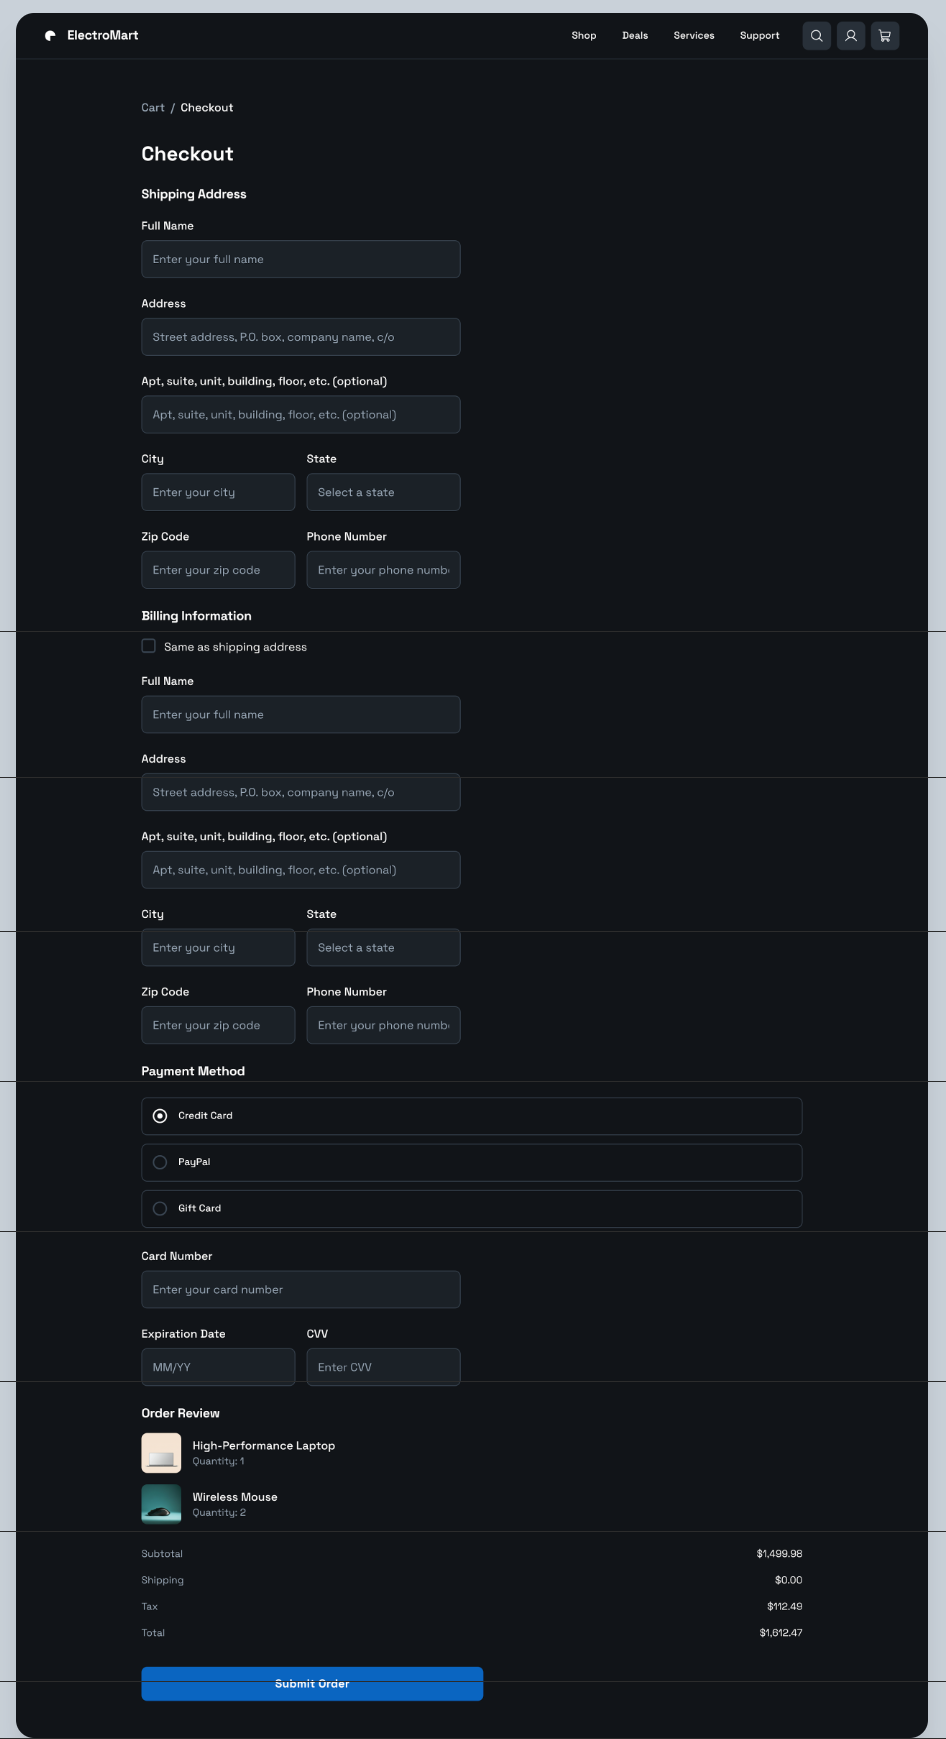 ElectroMart
Shop Deals Services Support
Cart / Checkout
Checkout
Shipping Address
Full Name
Enter your full name
Address
Street address, P.O. box, company name, c/o
Apt, suite, unit, building, floor, etc. (optional)
Apt, suite, unit, building, floor, etc. (optional)
City State
Enter your city Select a state
Zip Code Phone Number
Enter your zip code Enter your phone numb
Billing Information
Same as shipping address
Full Name
Enter your full name
Address
Street address, P.O. box, company name, c/o
Apt, suite, unit, building, floor, etc. (optional)
Apt, suite, unit, building, floor, etc. (optional)
City State
Enter your city Select a state
Zip Code Phone Number
Enter your zip code Enter your phone numb
Payment Method
Credit Card
PayPal
Gift Card
Card Number
Enter your card number
Expiration Date CVV
MM/YY Enter CVV
Order Review
High-Performance Laptop
Quantity: 1
Wireless Mouse
Quantity: 2
Subtotal $1,499.98
Shipping $0.00
Tax $112.49
Total $1,612.47
Submit Order